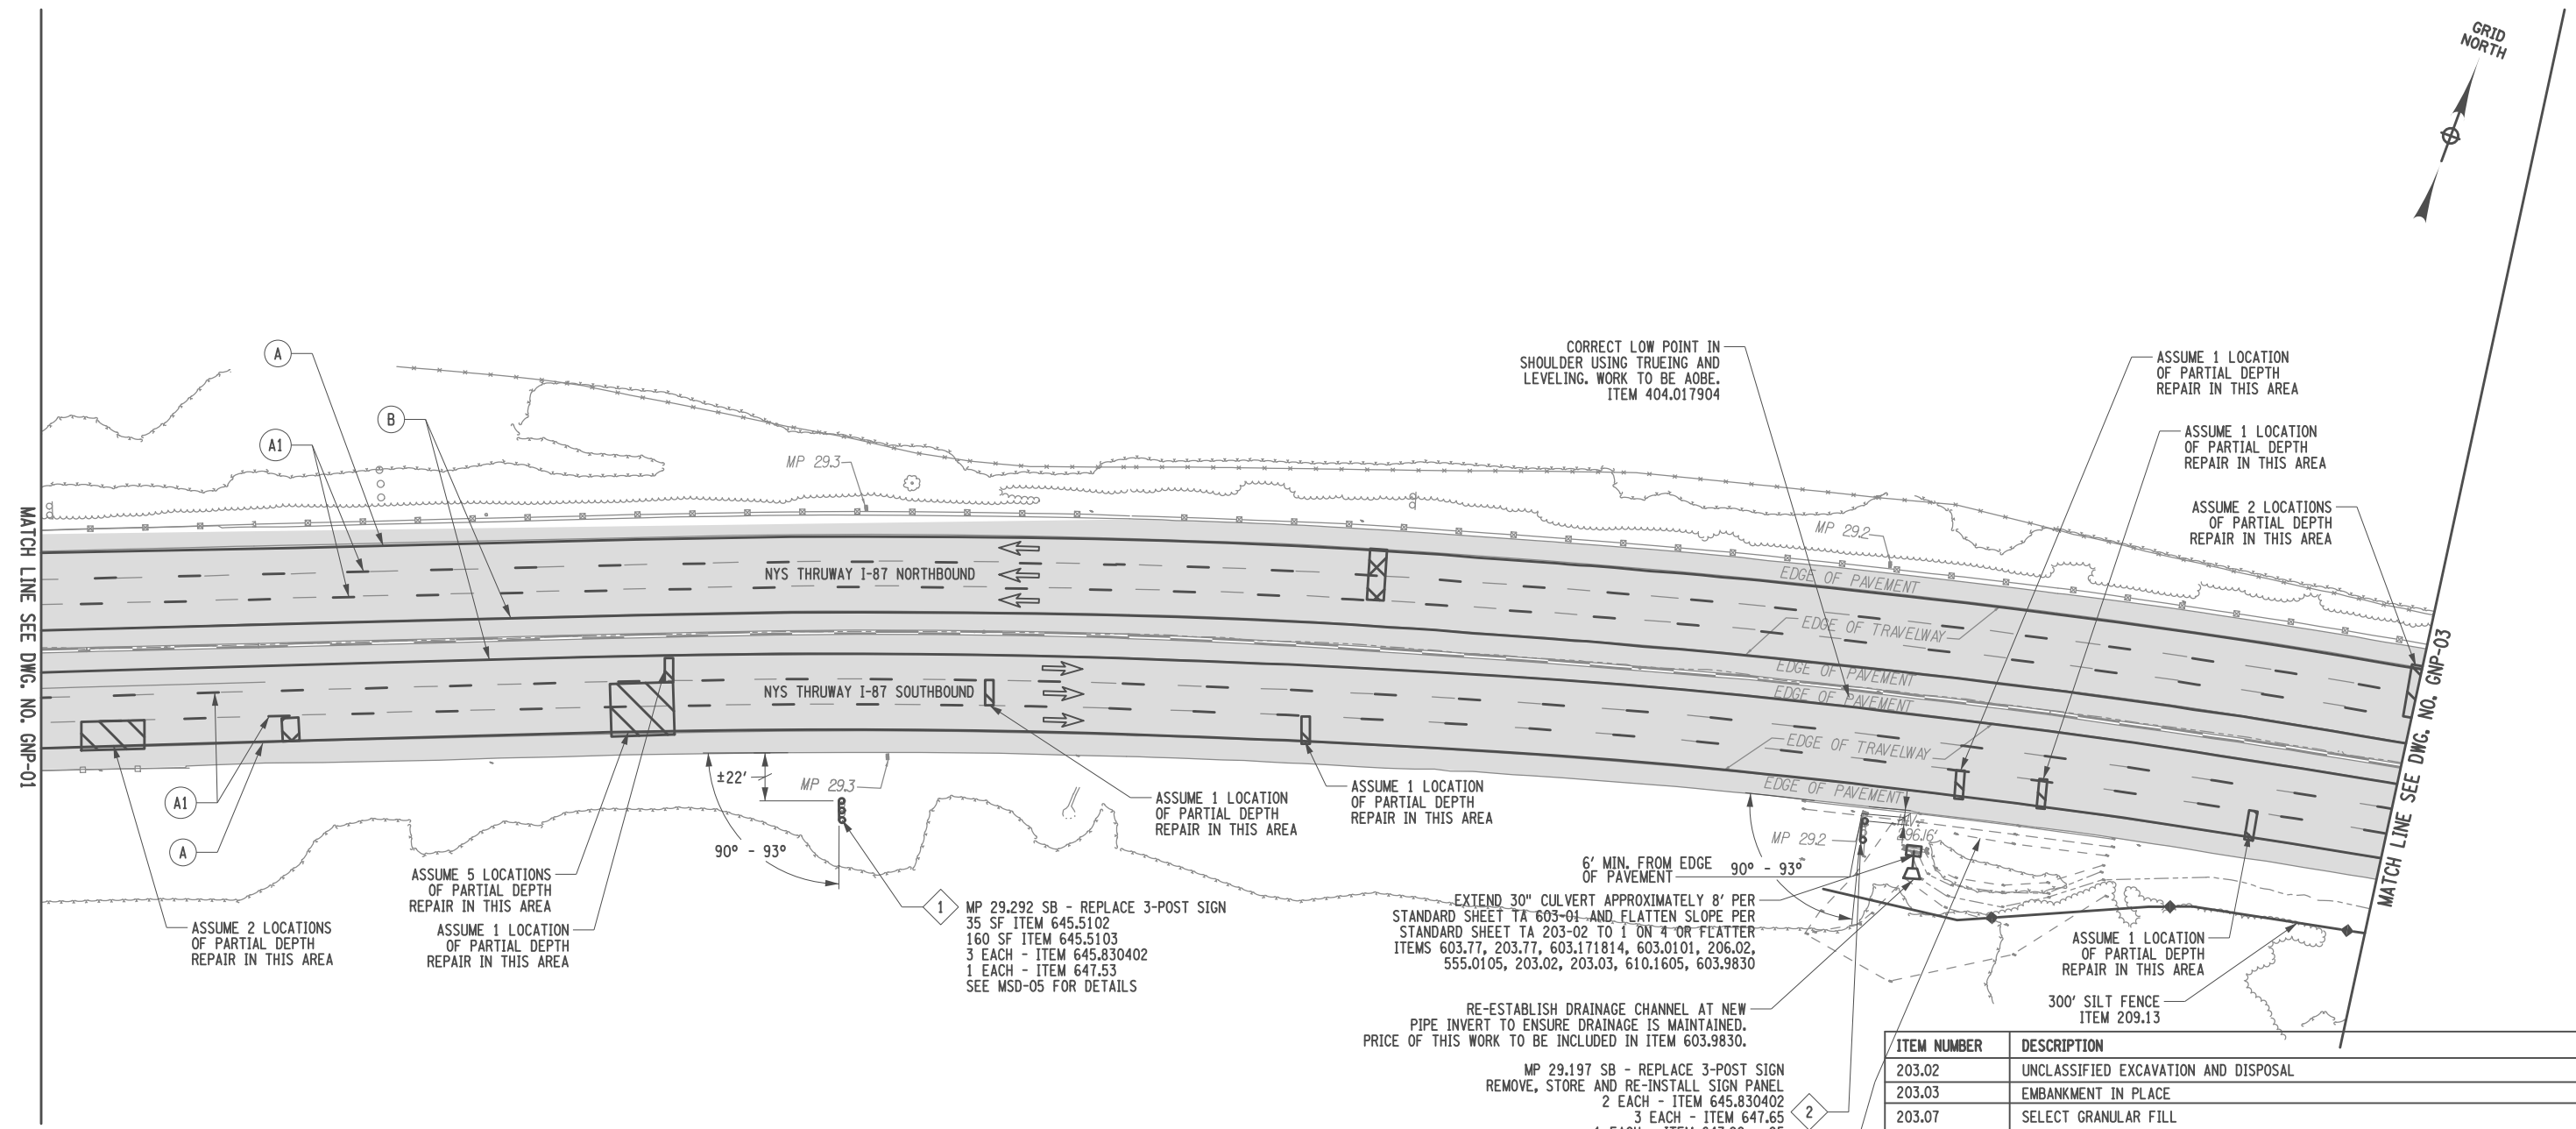 GRID
NORTH
MATCH LINE SEE DWG. NO. GNP-01
A
B
A1
MP 29.3
CORRECT LOW POINT IN
SHOULDER USING TRUEING AND
LEVELING. WORK TO BE AOBE.
ITEM 404.017904
ASSUME 1 LOCATION
OF PARTIAL DEPTH
REPAIR IN THIS AREA
ASSUME 1 LOCATION
OF PARTIAL DEPTH
REPAIR IN THIS AREA
ASSUME 2 LOCATIONS
OF PARTIAL DEPTH
REPAIR IN THIS AREA
MP 29.2
NYS THRUWAY I-87 NORTHBOUND
EDGE OF PAVEMENT
EDGE OF TRAVELWAY
EDGE OF PAVEMENT
EDGE OF PAVEMENT
NYS THRUWAY I-87 SOUTHBOUND
EDGE OF TRAVELWAY
EDGE OF PAVEMENT
MATCH LINE SEE DWG. NO. GNP-03
A1
A
±22'
MP 29.3
90° - 93°
ASSUME 2 LOCATIONS
OF PARTIAL DEPTH
REPAIR IN THIS AREA
ASSUME 5 LOCATIONS
OF PARTIAL DEPTH
REPAIR IN THIS AREA
ASSUME 1 LOCATION
OF PARTIAL DEPTH
REPAIR IN THIS AREA
1
MP 29.292 SB - REPLACE 3-POST SIGN
35 SF ITEM 645.5102
160 SF ITEM 645.5103
3 EACH - ITEM 645.830402
1 EACH - ITEM 647.53
SEE MSD-05 FOR DETAILS
ASSUME 1 LOCATION
OF PARTIAL DEPTH
REPAIR IN THIS AREA
ASSUME 1 LOCATION
OF PARTIAL DEPTH
REPAIR IN THIS AREA
MP 29.2
INV.
296.16'
6' MIN. FROM EDGE
OF PAVEMENT
90° - 93°
EXTEND 30" CULVERT APPROXIMATELY 8' PER
STANDARD SHEET TA 603-01 AND FLATTEN SLOPE PER
STANDARD SHEET TA 203-02 TO 1 ON 4 OR FLATTER
ITEMS 603.77, 203.77, 603.171814, 603.0101, 206.02,
555.0105, 203.02, 203.03, 610.1605, 603.9830
RE-ESTABLISH DRAINAGE CHANNEL AT NEW
PIPE INVERT TO ENSURE DRAINAGE IS MAINTAINED.
PRICE OF THIS WORK TO BE INCLUDED IN ITEM 603.9830.
MP 29.197 SB - REPLACE 3-POST SIGN
REMOVE, STORE AND RE-INSTALL SIGN PANEL
2 EACH - ITEM 645.830402
3 EACH - ITEM 647.65
2
ASSUME 1 LOCATION
OF PARTIAL DEPTH
REPAIR IN THIS AREA
300' SILT FENCE
ITEM 209.13
ITEM NUMBER DESCRIPTION
203.02 UNCLASSIFIED EXCAVATION AND DISPOSAL
203.03 EMBANKMENT IN PLACE
203.07 SELECT GRANULAR FILL